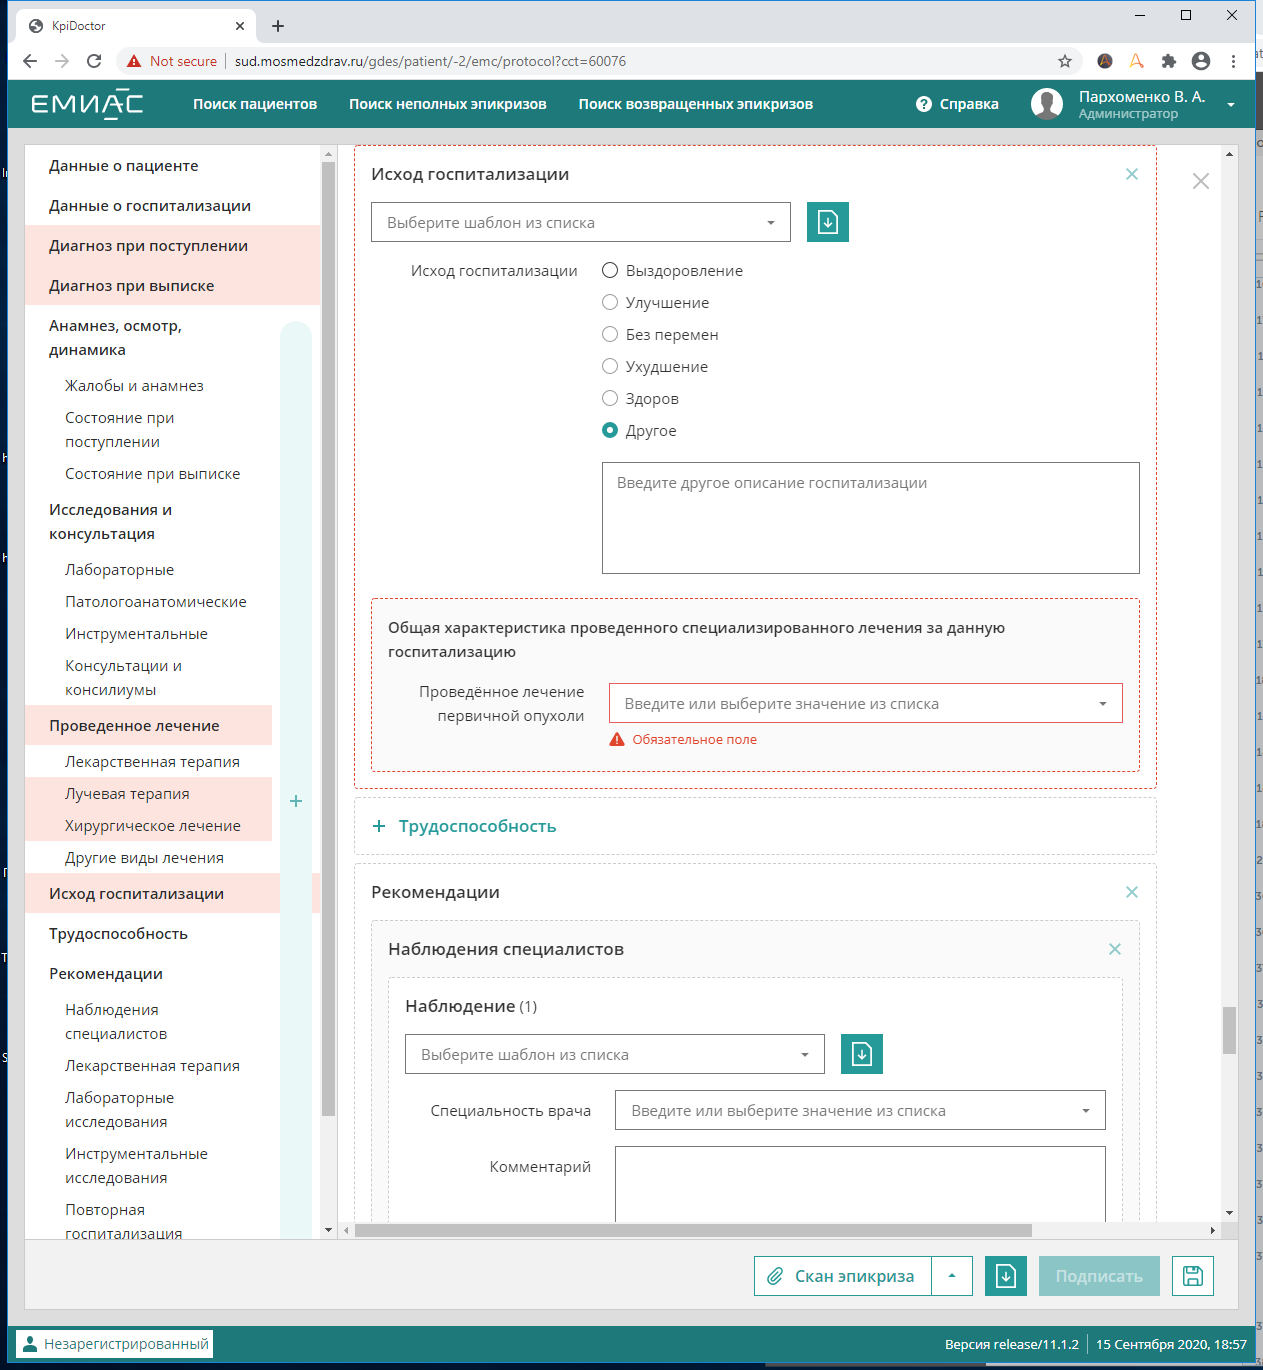 KpiDoctor
Not secure
sud.mosmedzdrav.ru/gdes/patient/-2/emc/protocol?cct=60076
ЕМИАС
Поиск пациентов
Поиск неполных эпикризов
Поиск возвращенных эпикризов
Справка
Пархоменко В. А.
Администратор
Данные о пациенте
Данные о госпитализации
Диагноз при поступлении
Диагноз при выписке
Анамнез, осмотр,
динамика
Жалобы и анамнез
Состояние при
поступлении
Состояние при выписке
Исследования и
консультация
Лабораторные
Патологоанатомические
Инструментальные
Консультации и
консилиумы
Проведенное лечение
Лекарственная терапия
Лучевая терапия
Хирургическое лечение
Другие виды лечения
Исход госпитализации
Трудоспособность
Рекомендации
Наблюдения
специалистов
Лекарственная терапия
Лабораторные
исследования
Инструментальные
исследования
Повторная
госпитализация
Исход госпитализации
Выберите шаблон из списка
Исход госпитализации
Выздоровление
Улучшение
Без перемен
Ухудшение
Здоров
Другое
Введите другое описание госпитализации
Общая характеристика проведенного специализированного лечения за данную
госпитализацию
Проведённое лечение
первичной опухоли
Введите или выберите значение из списка
Обязательное поле
Трудоспособность
Рекомендации
Наблюдения специалистов
Наблюдение (1)
Выберите шаблон из списка
Специальность врача
Введите или выберите значение из списка
Комментарий
Скан эпикриза
Подписать
Незарегистрированный
Версия release/11.1.2
15 Сентября 2020, 18:57